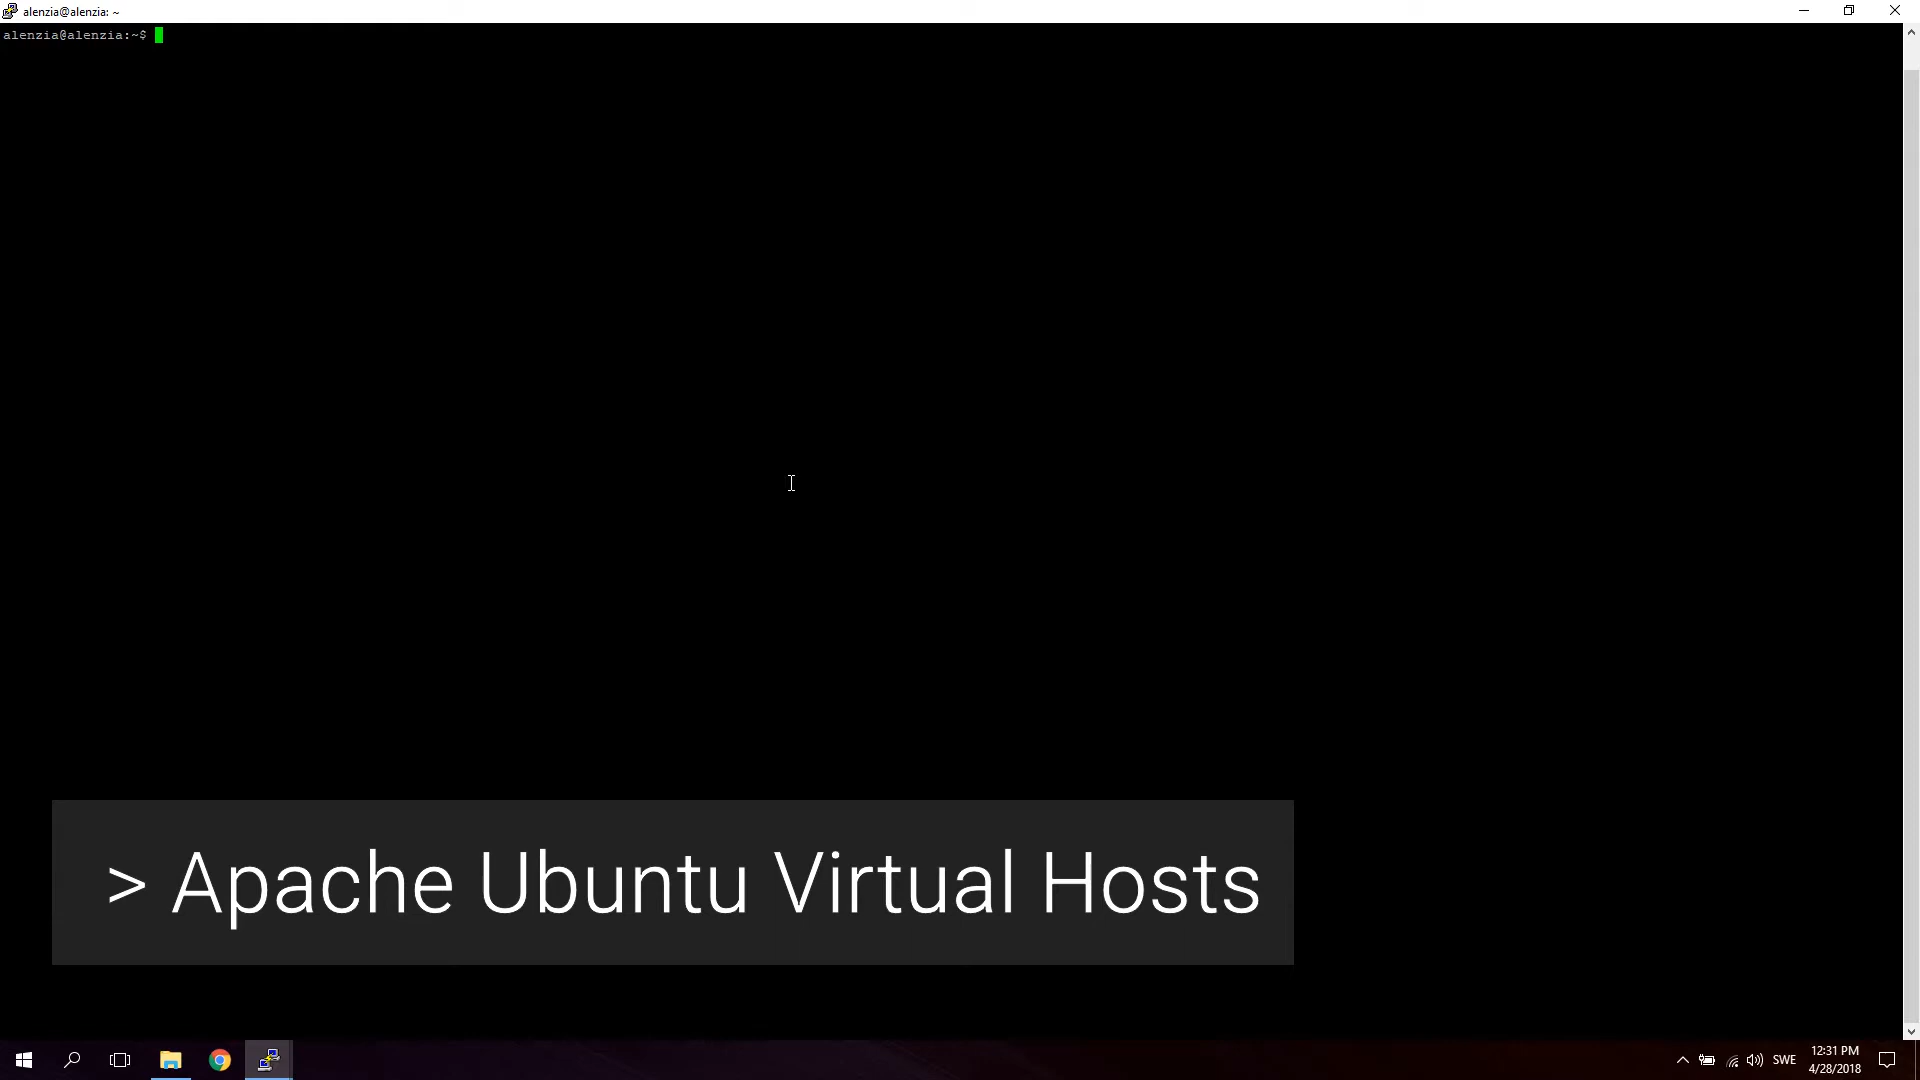 alenzia@alenzia: ~
alenzia@alenzia:~$
> Apache Ubuntu Virtual Hosts
SWE
12:31 PM
4/28/2018